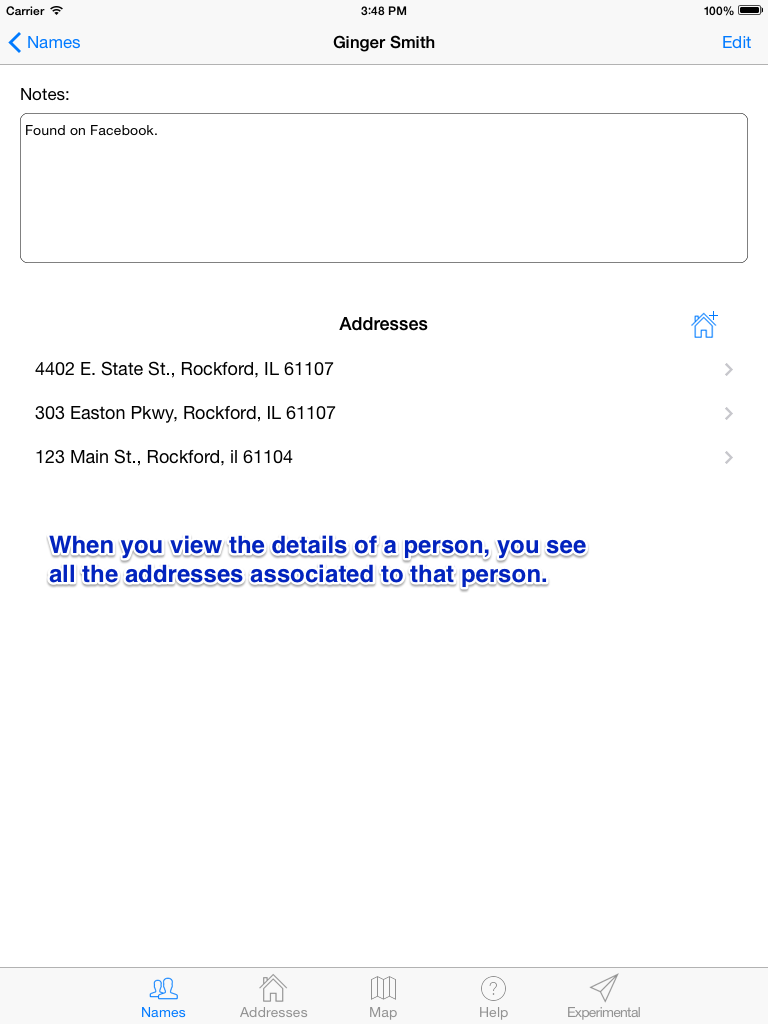 Carrier 3:48 PM 100%
Names Ginger Smith Edit
Notes:
Found on Facebook.
Addresses
4402 E. State St., Rockford, IL 61107
303 Easton Pkwy, Rockford, IL 61107
123 Main St., Rockford, il 61104
When you view the details of a person, you see
all the addresses associated to that person.
Names Addresses Map Help Experimental